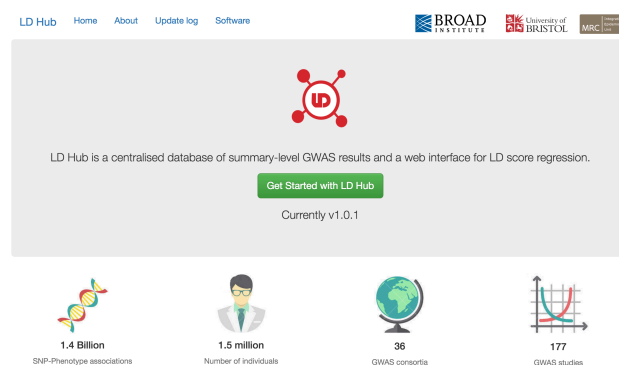 LD Hub Home About Update log Software
BROAD
INSTITUTE
University of
BRISTOL
MRC
LD
LD Hub is a centralised database of summary-level GWAS results and a web interface for LD score regression.
Get Started with LD Hub
Currently v1.0.1
1.4 Billion
SNP-Phenotype associations
1.5 million
Number of individuals
36
GWAS consortia
177
GWAS studies